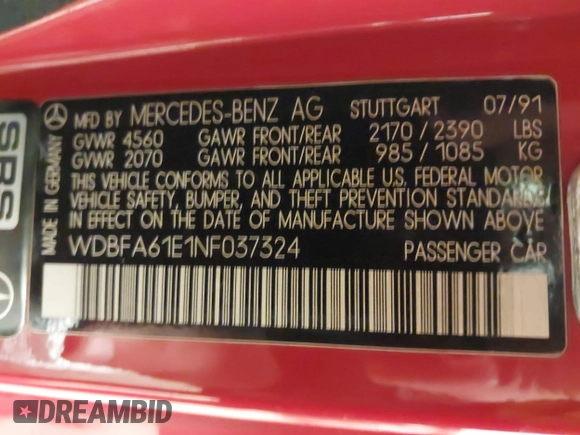 MFD BY MERCEDES-BENZ AG STUTTGART 07/91
GVWR 4560 GAWR FRONT/REAR 2170/2390 LBS
GVWR 2070 GAWR FRONT/REAR 985/1085 KG
THIS VEHICLE CONFORMS TO ALL APPLICABLE U.S. FEDERAL MOTOR
VEHICLE SAFETY, BUMPER, AND THEFT PREVENTION STANDARDS
IN EFFECT ON THE DATE OF MANUFACTURE SHOWN ABOVE
WDBFA61E1NF037324 PASSENGER CAR
MADE IN GERMANY
SRS
DREAMBID